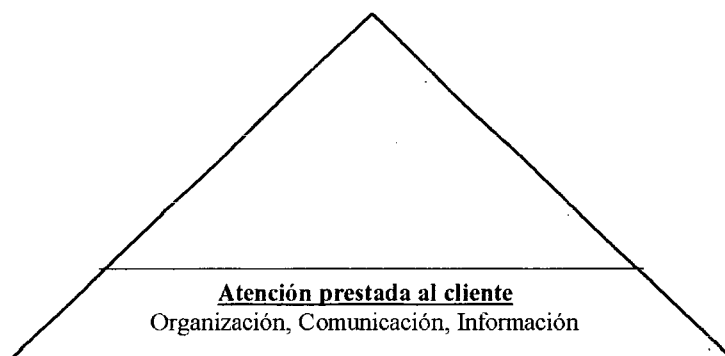 Atención prestada al cliente
Organización, Comunicación, Información